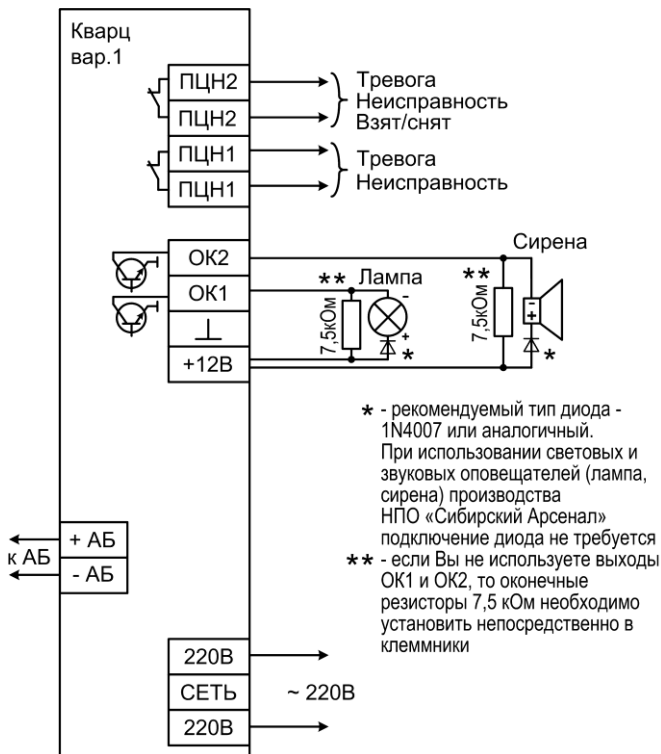 Кварц
вар.1
ПЦН2
ПЦН2
Тревога
Неисправность
Взят/снят
ПЦН1
ПЦН1
Тревога
Неисправность
ОК2
ОК1
+12В
** Лампа
7,5кОм
-
+
*
Сирена
**
7,5кОм
- +
*
* - рекомендуемый тип диода -
1N4007 или аналогичный.
При использовании световых и
звуковых оповещателей (лампа,
сирена) производства
НПО «Сибирский Арсенал»
подключение диода не требуется
** - если Вы не используете выходы
ОК1 и ОК2, то оконечные
резисторы 7,5 кОм необходимо
установить непосредственно в
клеммники
к АБ
+ АБ
- АБ
220В
СЕТЬ ~ 220В
220В